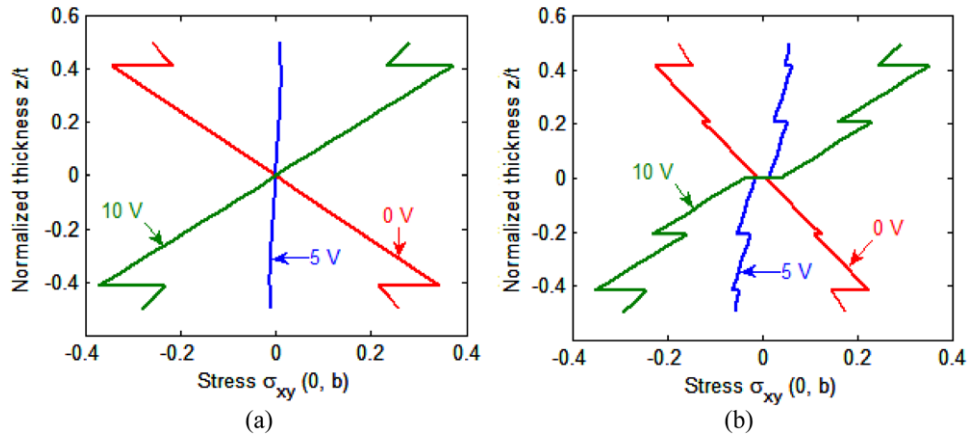 0.6
0.4
0.2
0
-0.2
-0.4
Normalized thickness z/t
10 V
0 V
5 V
-0.4 -0.2 0 0.2 0.4
Stress σxy (0, b)
(a)
0.6
0.4
0.2
0
-0.2
-0.4
Normalized thickness z/t
10 V
0 V
5 V
-0.4 -0.2 0 0.2 0.4
Stress σxy (0, b)
(b)